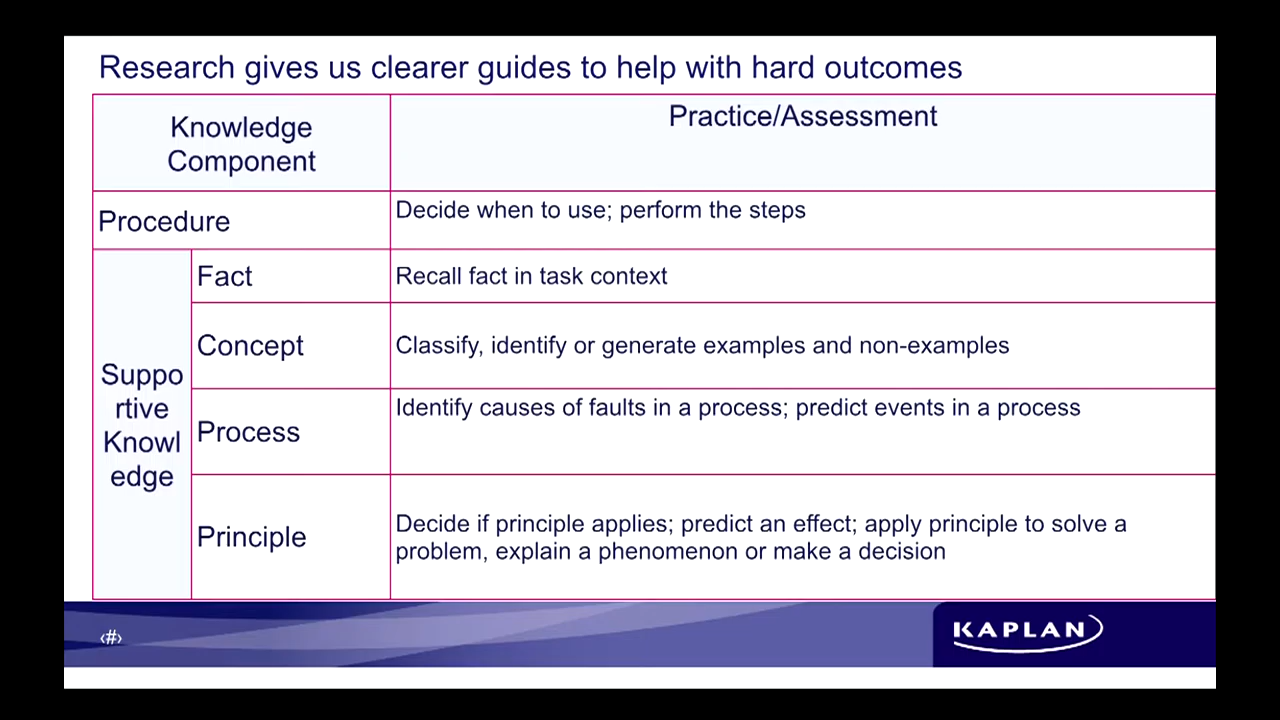 Research gives us clearer guides to help with hard outcomes
Knowledge
Component
Practice/Assessment
Procedure
Decide when to use; perform the steps
Suppo
rtive
Knowl
edge
Fact
Recall fact in task context
Concept
Classify, identify or generate examples and non-examples
Process
Identify causes of faults in a process; predict events in a process
Principle
Decide if principle applies; predict an effect; apply principle to solve a
problem, explain a phenomenon or make a decision
‹#›
KAPLAN